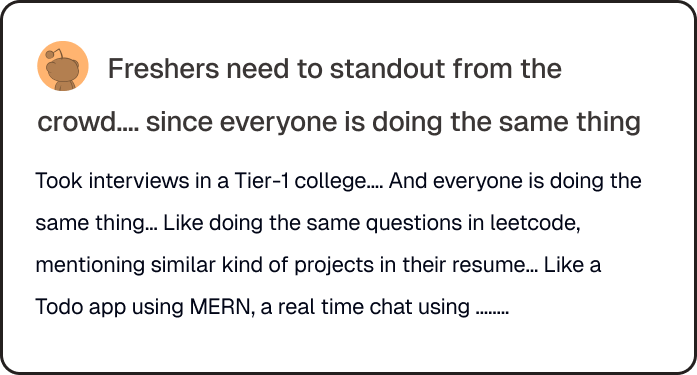 Freshers need to standout from the
crowd.... since everyone is doing the same thing
Took interviews in a Tier-1 college.... And everyone is doing the
same thing... Like doing the same questions in leetcode,
mentioning similar kind of projects in their resume... Like a
Todo app using MERN, a real time chat using ........